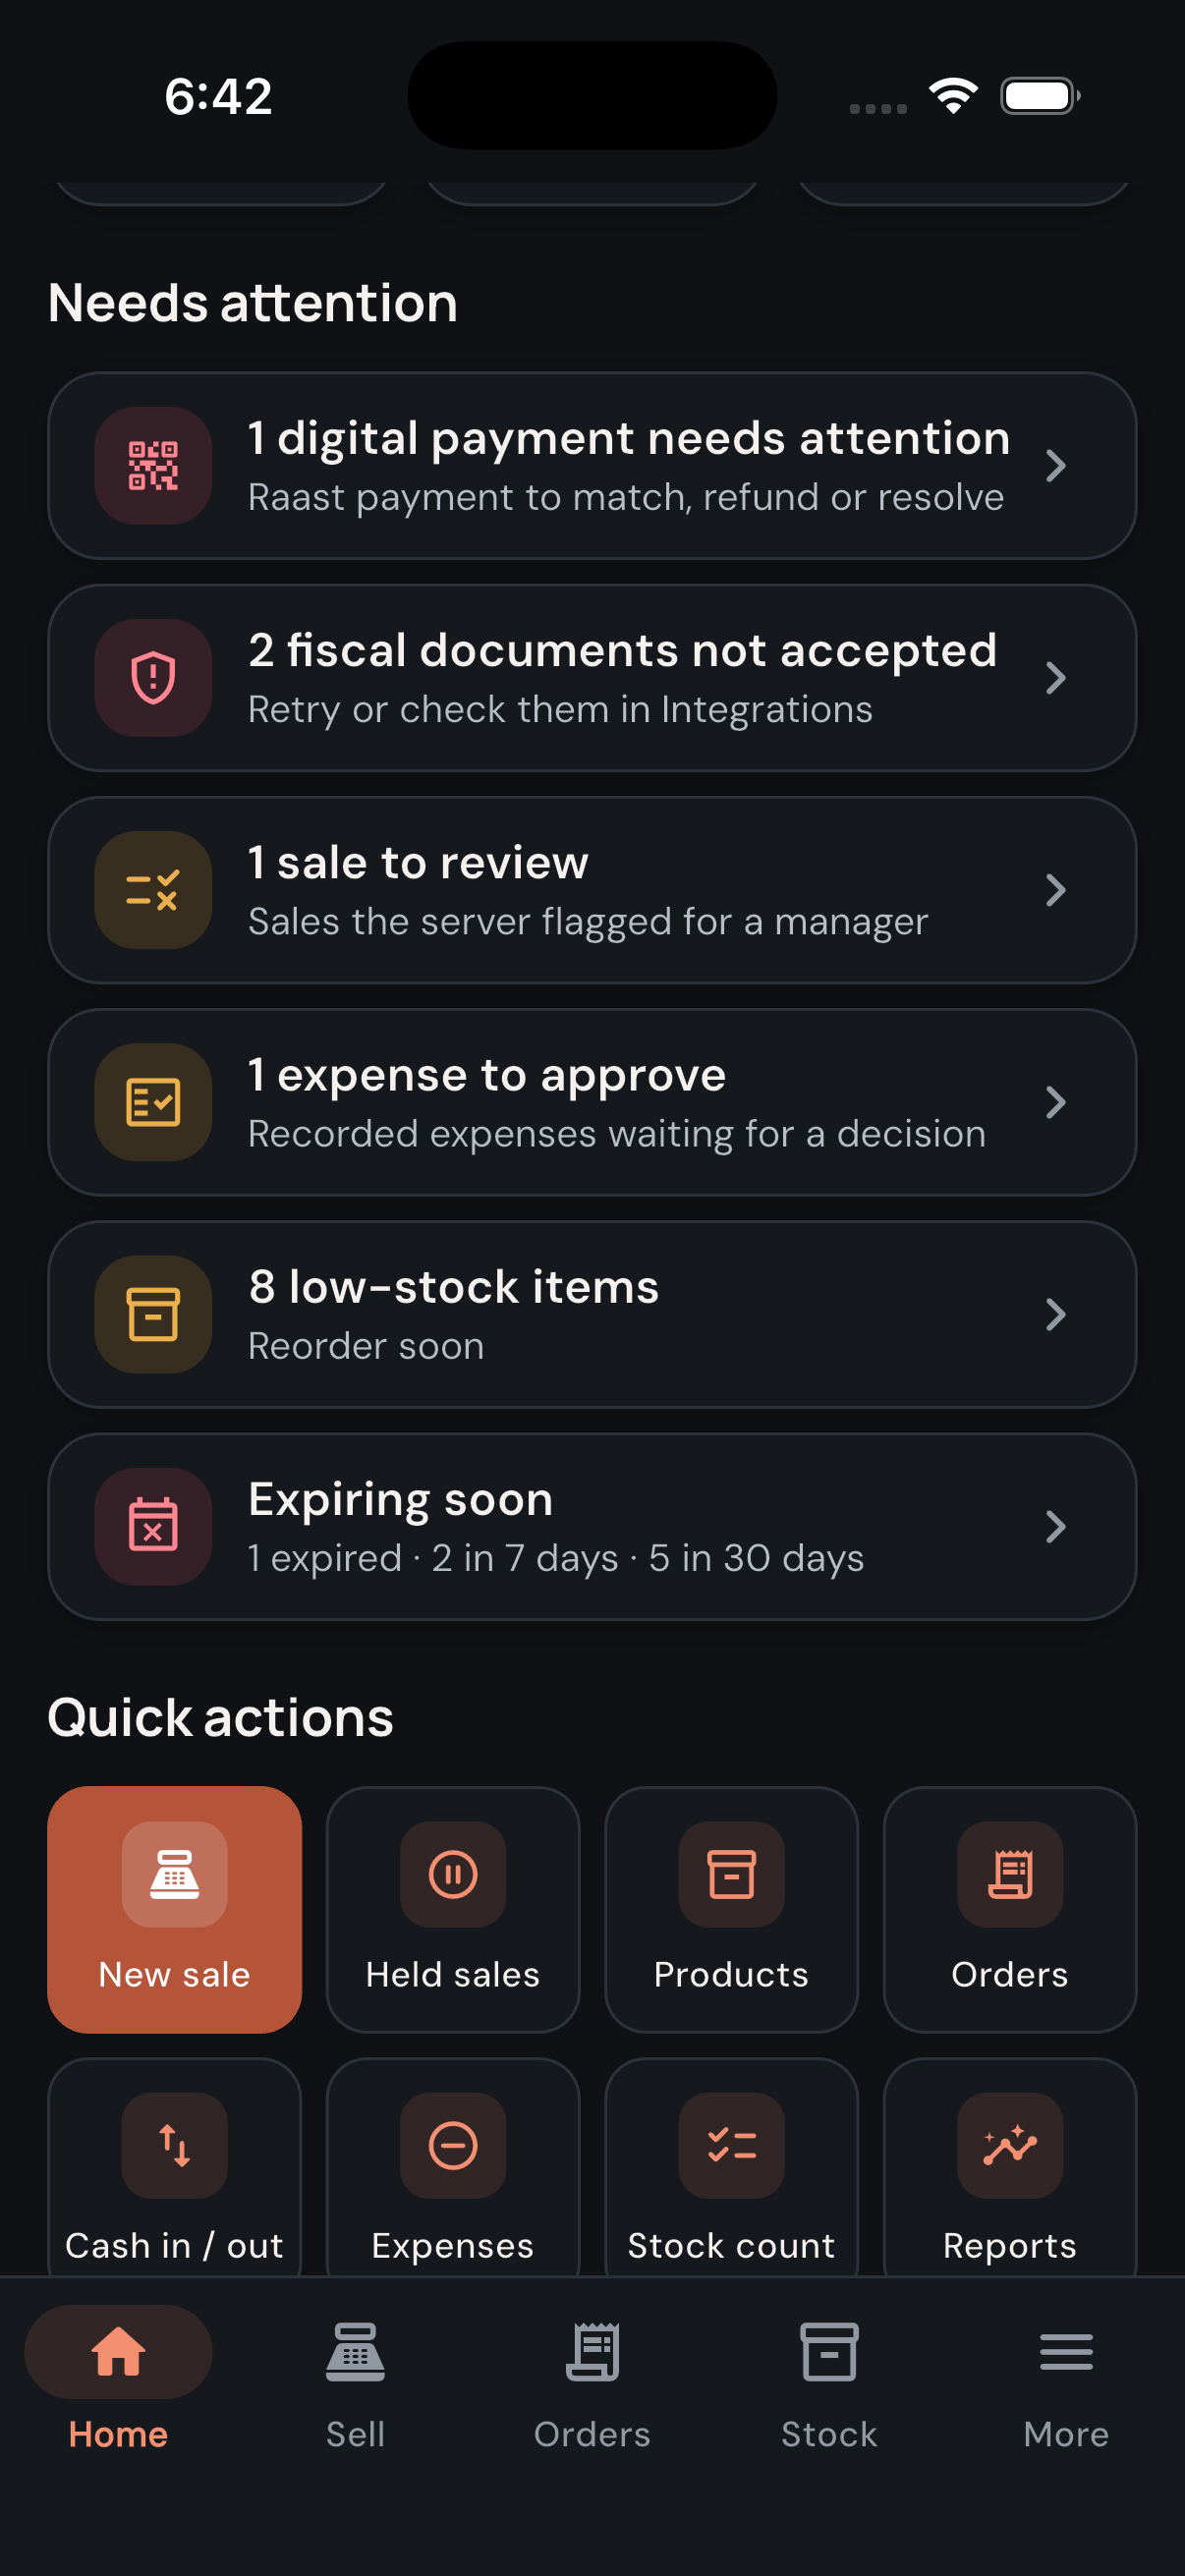 6:42
Needs attention
1 digital payment needs attention
Raast payment to match, refund or resolve
2 fiscal documents not accepted
Retry or check them in Integrations
1 sale to review
Sales the server flagged for a manager
1 expense to approve
Recorded expenses waiting for a decision
8 low-stock items
Reorder soon
Expiring soon
1 expired · 2 in 7 days · 5 in 30 days
Quick actions
New sale
Held sales
Products
Orders
Cash in / out
Expenses
Stock count
Reports
Home
Sell
Orders
Stock
More